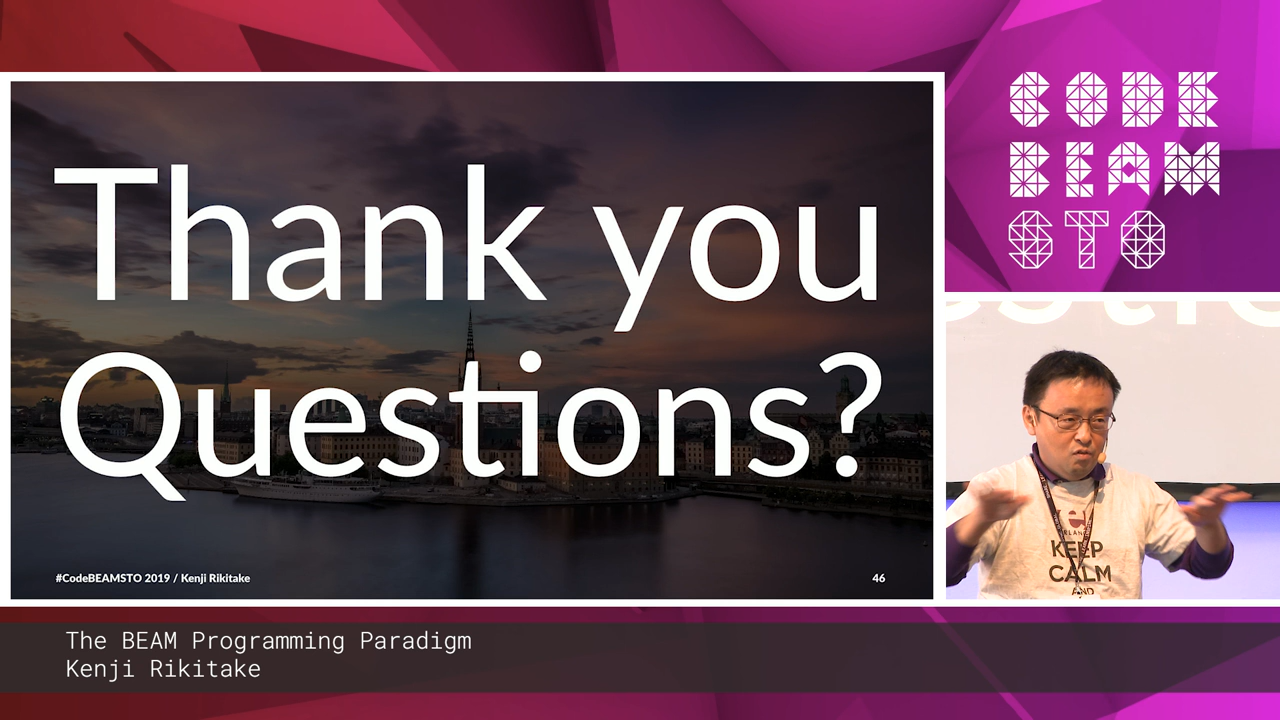 Thank you
Questions?
#CodeBEAMSTO 2019 / Kenji Rikitake
46
CODE
BEAM
STO
KEEP
CALM
AND
The BEAM Programming Paradigm
Kenji Rikitake